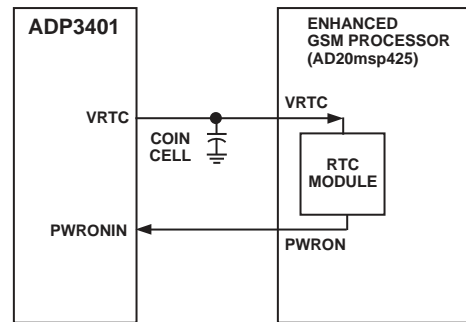 ADP3401
ENHANCED
GSM PROCESSOR
(AD20msp425)
VRTC
VRTC
COIN
CELL
RTC
MODULE
PWRONIN
PWRON